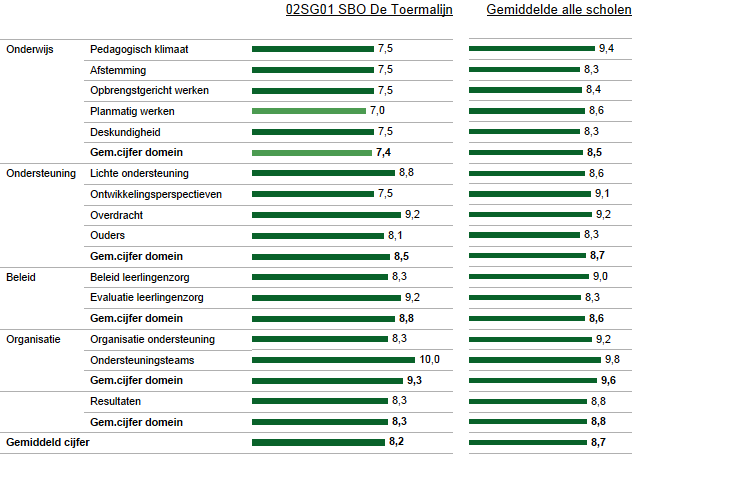 02SG01 SBO De Toermalijn Gemiddelde alle scholen
Onderwijs Pedagogisch klimaat 7,5 9,4
Afstemming 7,5 8,3
Opbrengstgericht werken 7,5 8,4
Planmatig werken 7,0 8,6
Deskundigheid 7,5 8,3
Gem.cijfer domein 7,4 8,5
Ondersteuning Lichte ondersteuning 8,8 8,6
Ontwikkelingsperspectieven 7,5 9,1
Overdracht 9,2 9,2
Ouders 8,1 8,3
Gem.cijfer domein 8,5 8,7
Beleid Beleid leerlingenzorg 8,3 9,0
Evaluatie leerlingenzorg 9,2 8,3
Gem.cijfer domein 8,8 8,6
Organisatie Organisatie ondersteuning 8,3 9,2
Ondersteuningsteams 10,0 9,8
Gem.cijfer domein 9,3 9,6
Resultaten 8,3 8,8
Gem.cijfer domein 8,3 8,8
Gemiddeld cijfer 8,2 8,7